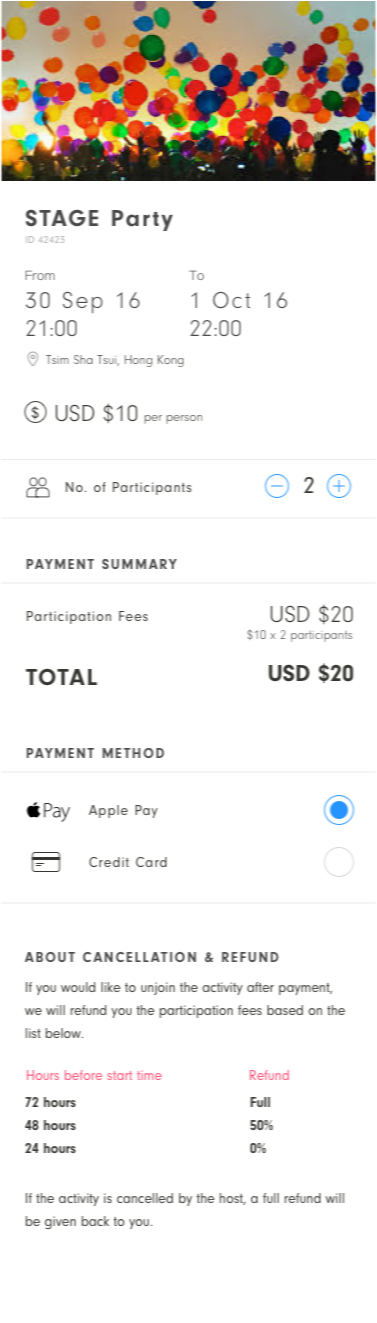 STAGE Party
ID 42423
From To
30 Sep 16 1 Oct 16
21:00 22:00
Tsim Sha Tsui, Hong Kong
$ USD $10 per person
No. of Participants 2
PAYMENT SUMMARY
Participation Fees USD $20
$10 x 2 participants
TOTAL USD $20
PAYMENT METHOD
Pay Apple Pay
Credit Card
ABOUT CANCELLATION & REFUND
If you would like to unjoin the activity after payment,
we will refund you the participation fees based on the
list below.
Hours before start time Refund
72 hours Full
48 hours 50%
24 hours 0%
If the activity is cancelled by the host, a full refund will
be given back to you.